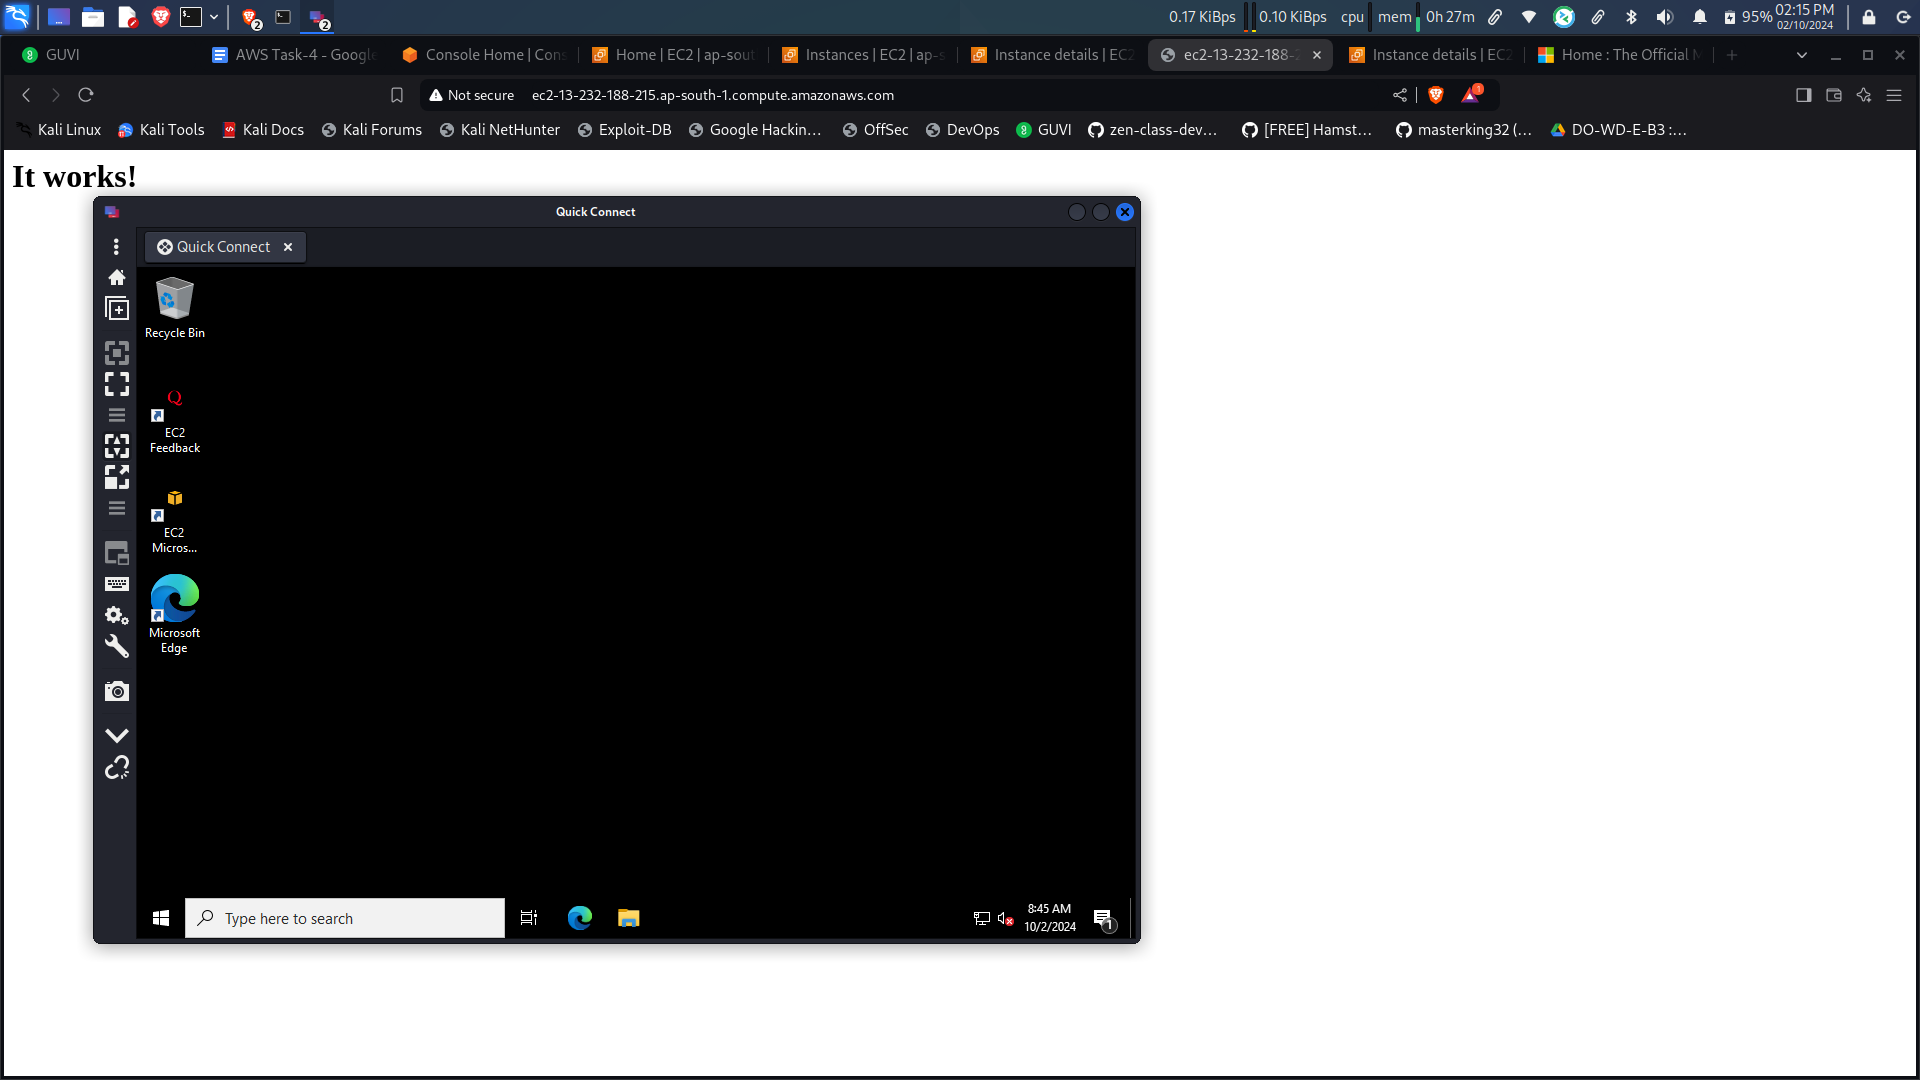 0.17 KiBps 0.10 KiBps cpu mem 0h 27m 95% 02:15 PM
02/10/2024
2 2
GUVI AWS Task-4 - Google Console Home | Con Home | EC2 | ap-sout Instances | EC2 | ap-s Instance details | EC2 ec2-13-232-188-2 Instance details | EC2 Home : The Official M
Not secure ec2-13-232-188-215.ap-south-1.compute.amazonaws.com 1
Kali Linux Kali Tools Kali Docs Kali Forums Kali NetHunter Exploit-DB Google Hackin... OffSec DevOps GUVI zen-class-dev... [FREE] Hamst... masterking32 (... DO-WD-E-B3 :...
It works!
Quick Connect
Quick Connect
Recycle Bin
Q
EC2
Feedback
EC2
Micros...
Microsoft
Edge
Type here to search
8:45 AM
10/2/2024
1